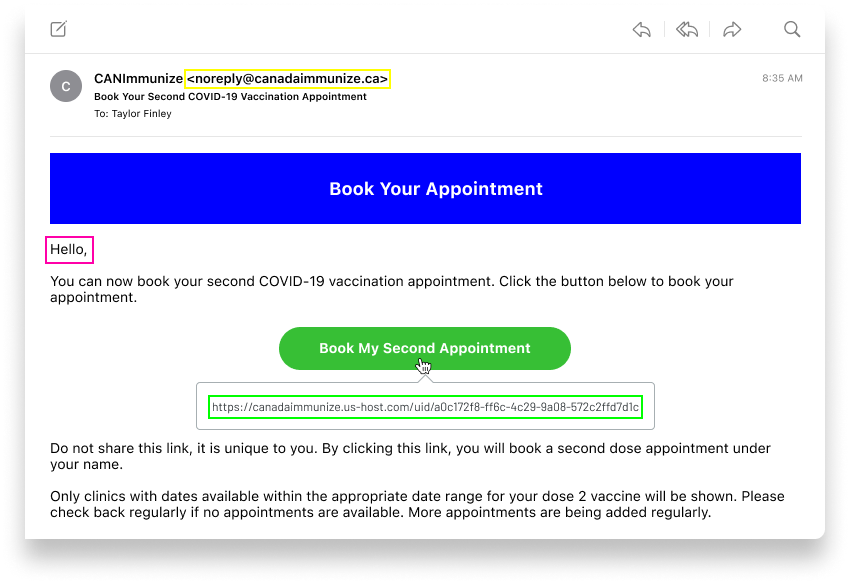 CANImmunize <noreply@canadaimmunize.ca>
8:35 AM
C
Book Your Second COVID-19 Vaccination Appointment
To: Taylor Finley
Book Your Appointment
Hello,
You can now book your second COVID-19 vaccination appointment. Click the button below to book your
appointment.
Book My Second Appointment
https://canadaimmunize.us-host.com/uid/a0c172f8-ff6c-4c29-9a08-572c2ffd7d1c
Do not share this link, it is unique to you. By clicking this link, you will book a second dose appointment under
your name.
Only clinics with dates available within the appropriate date range for your dose 2 vaccine will be shown. Please
check back regularly if no appointments are available. More appointments are being added regularly.